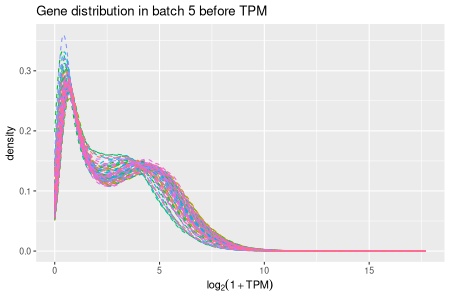 Gene distribution in batch 5 before TPM
density
0.3
0.2
0.1
0.0
0 5 10 15
log₂(1 + TPM)